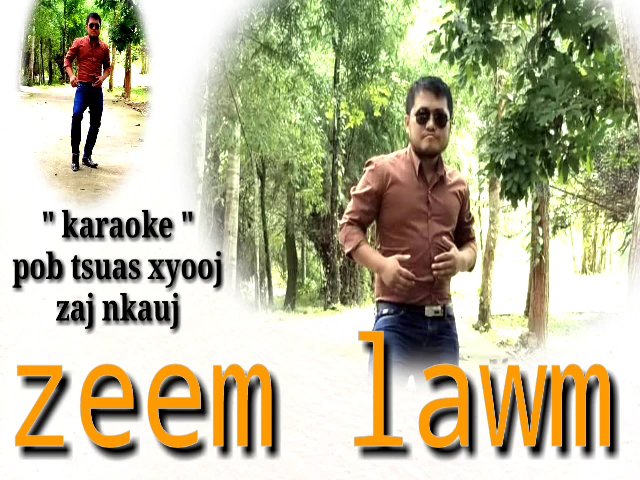 " karaoke "
pob tsuas xyooj
zaj nkauj
zeem lawm